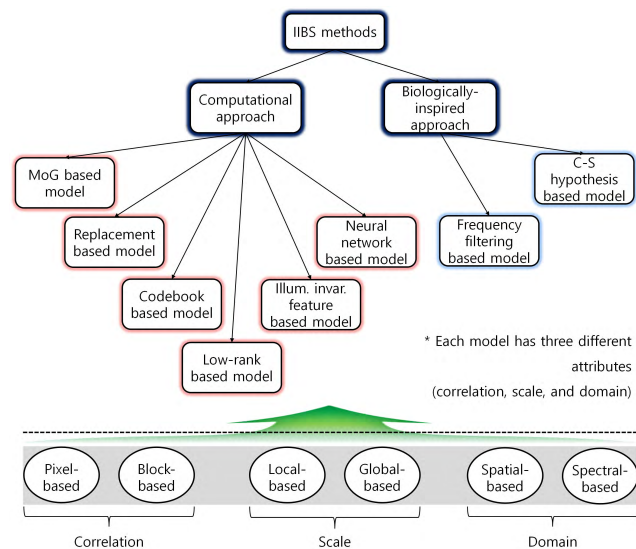 IIBS methods
Computational
approach
Biologically-
inspired
approach
MoG based
model
Replacement
based model
Codebook
based model
Low-rank
based model
Illum. invar.
feature
based model
Neural
network
based model
Frequency
filtering
based model
C-S
hypothesis
based model
* Each model has three different
attributes
(correlation, scale, and domain)
Pixel-
based
Block-
based
Local-
based
Global-
based
Spatial-
based
Spectral-
based
Correlation
Scale
Domain